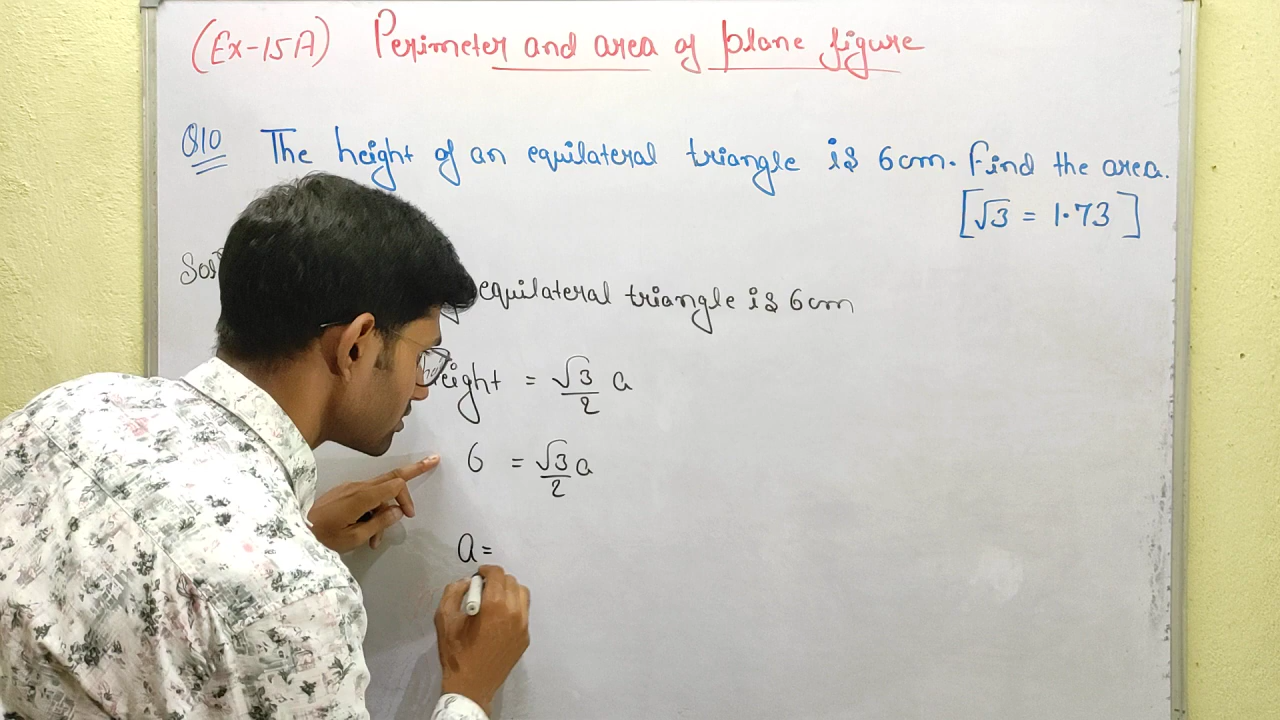 (Ex-15A) Perimeter and area of plane figure
Q10 The height of an equilateral triangle is 6cm. Find the area.
[√3 = 1.73]
equilateral triangle is 6cm
height = √3/2 a
6 = √3/2 a
a =